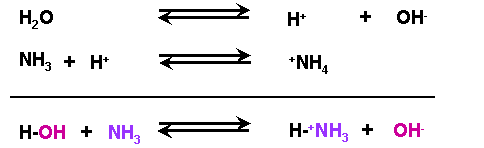 H₂O ⇌ H⁺ + OH⁻
NH₃ + H⁺ ⇌ ⁺NH₄
H-OH + NH₃ ⇌ H-⁺NH₃ + OH⁻